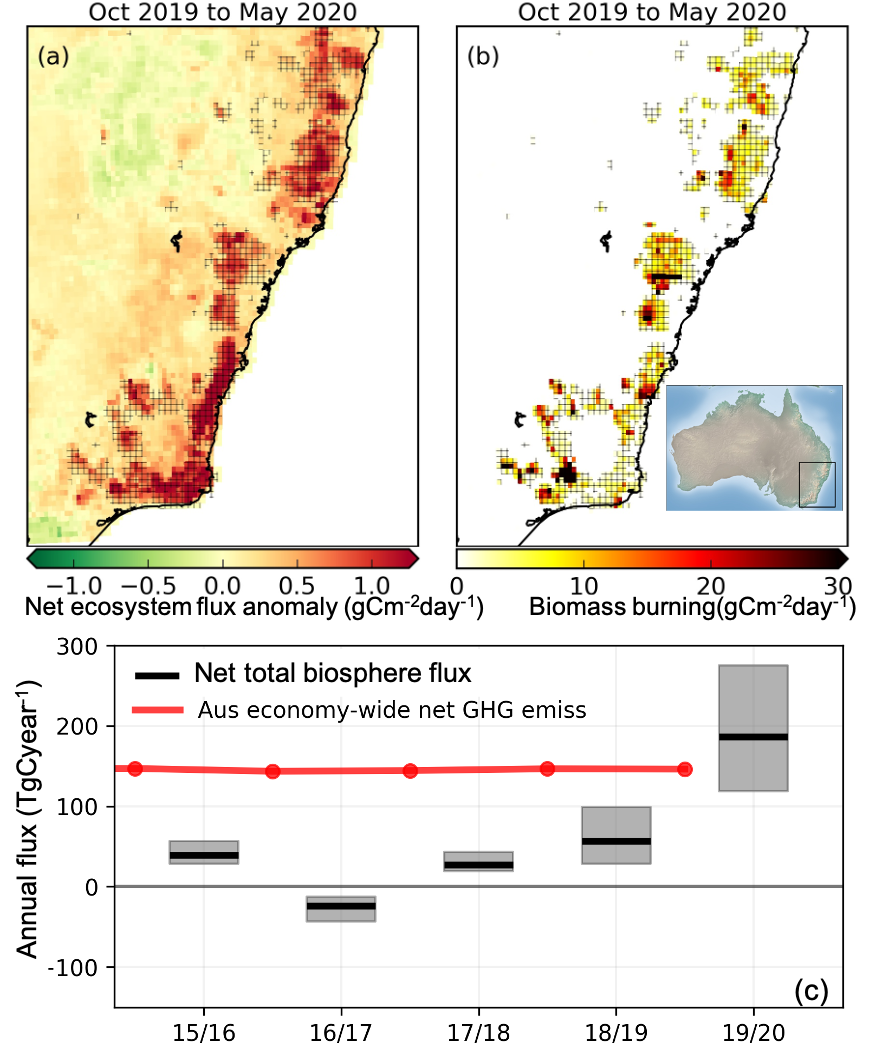 Oct 2019 to May 2020
Oct 2019 to May 2020
(a)
(b)
−1.0 −0.5 0.0 0.5 1.0
0 10 20 30
Net ecosystem flux anomaly (gCm⁻²day⁻¹)
Biomass burning(gCm⁻²day⁻¹)
300
200
100
0
-100
Annual flux (TgCyear⁻¹)
Net total biosphere flux
Aus economy-wide net GHG emiss
(c)
15/16 16/17 17/18 18/19 19/20